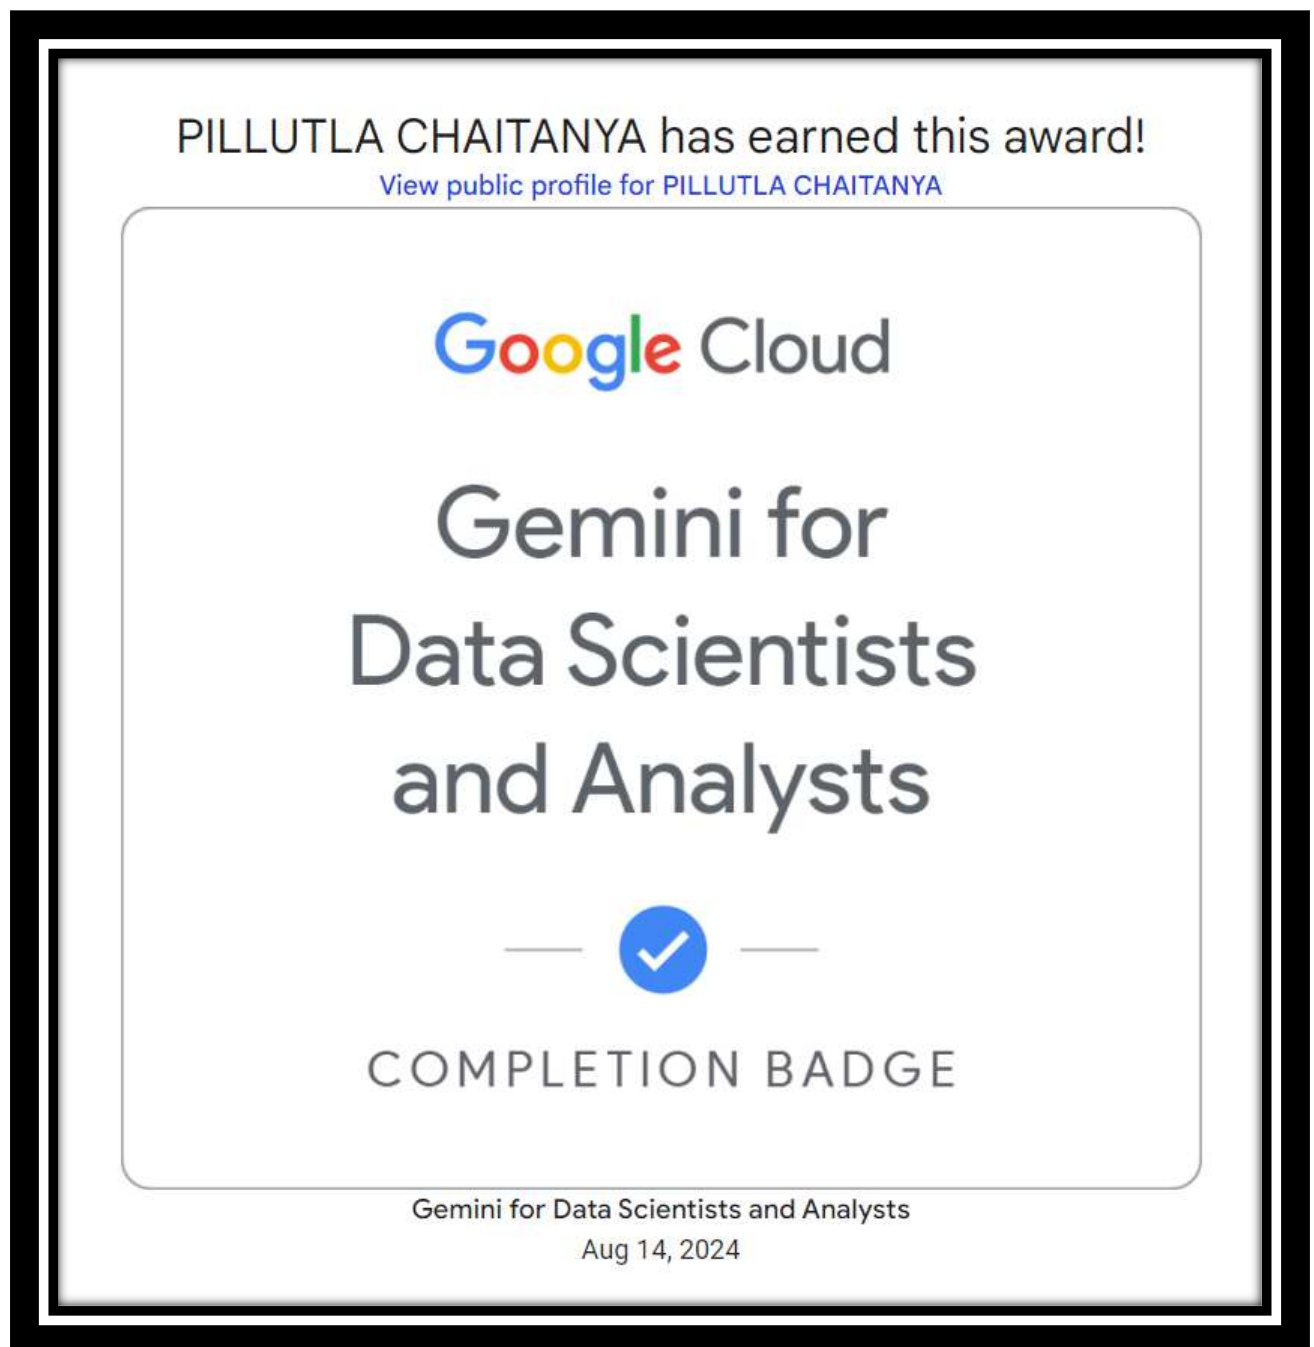 PILLUTLA CHAITANYA has earned this award!
View public profile for PILLUTLA CHAITANYA
Google Cloud
Gemini for
Data Scientists
and Analysts
COMPLETION BADGE
Gemini for Data Scientists and Analysts
Aug 14, 2024